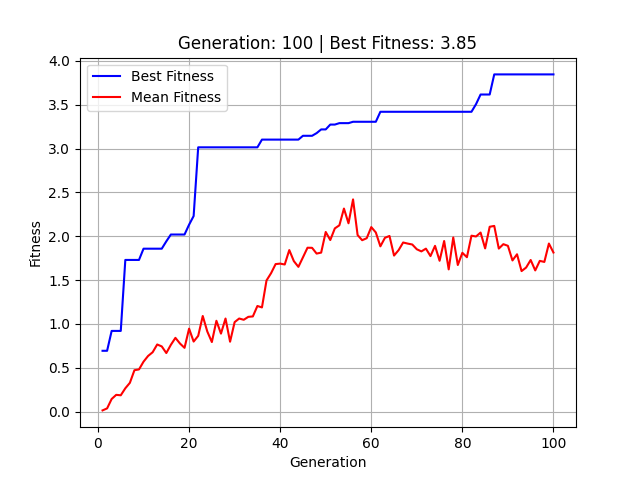 Generation: 100 | Best Fitness: 3.85
4.0
3.5
3.0
2.5
2.0
1.5
1.0
0.5
0.0
Fitness
Best Fitness
Mean Fitness
0 20 40 60 80 100
Generation